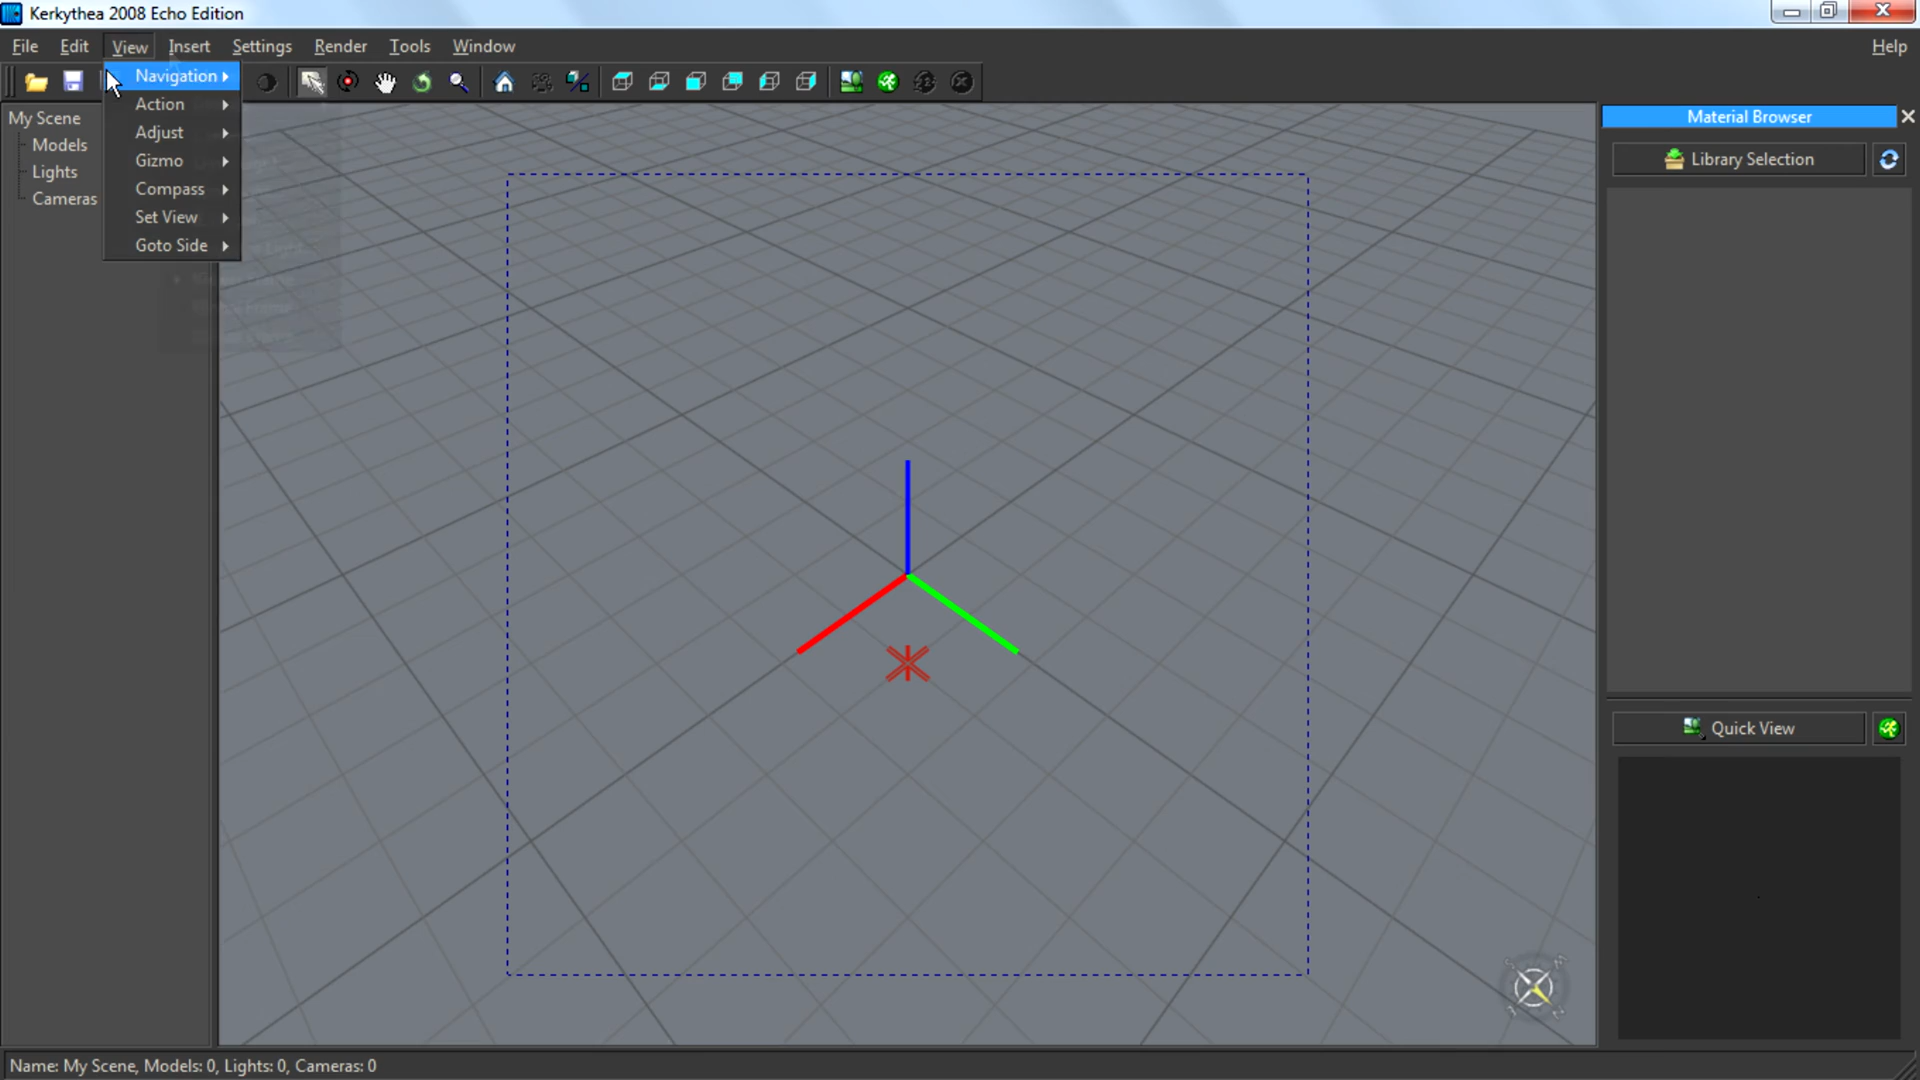 Kerkythea 2008 Echo Edition
File Edit View Insert Settings Render Tools Window Help
Navigation
Action
Adjust
Gizmo
Compass
Set View
Goto Side
My Scene
Models
Lights
Cameras
Material Browser
Library Selection
Quick View
Name: My Scene, Models: 0, Lights: 0, Cameras: 0